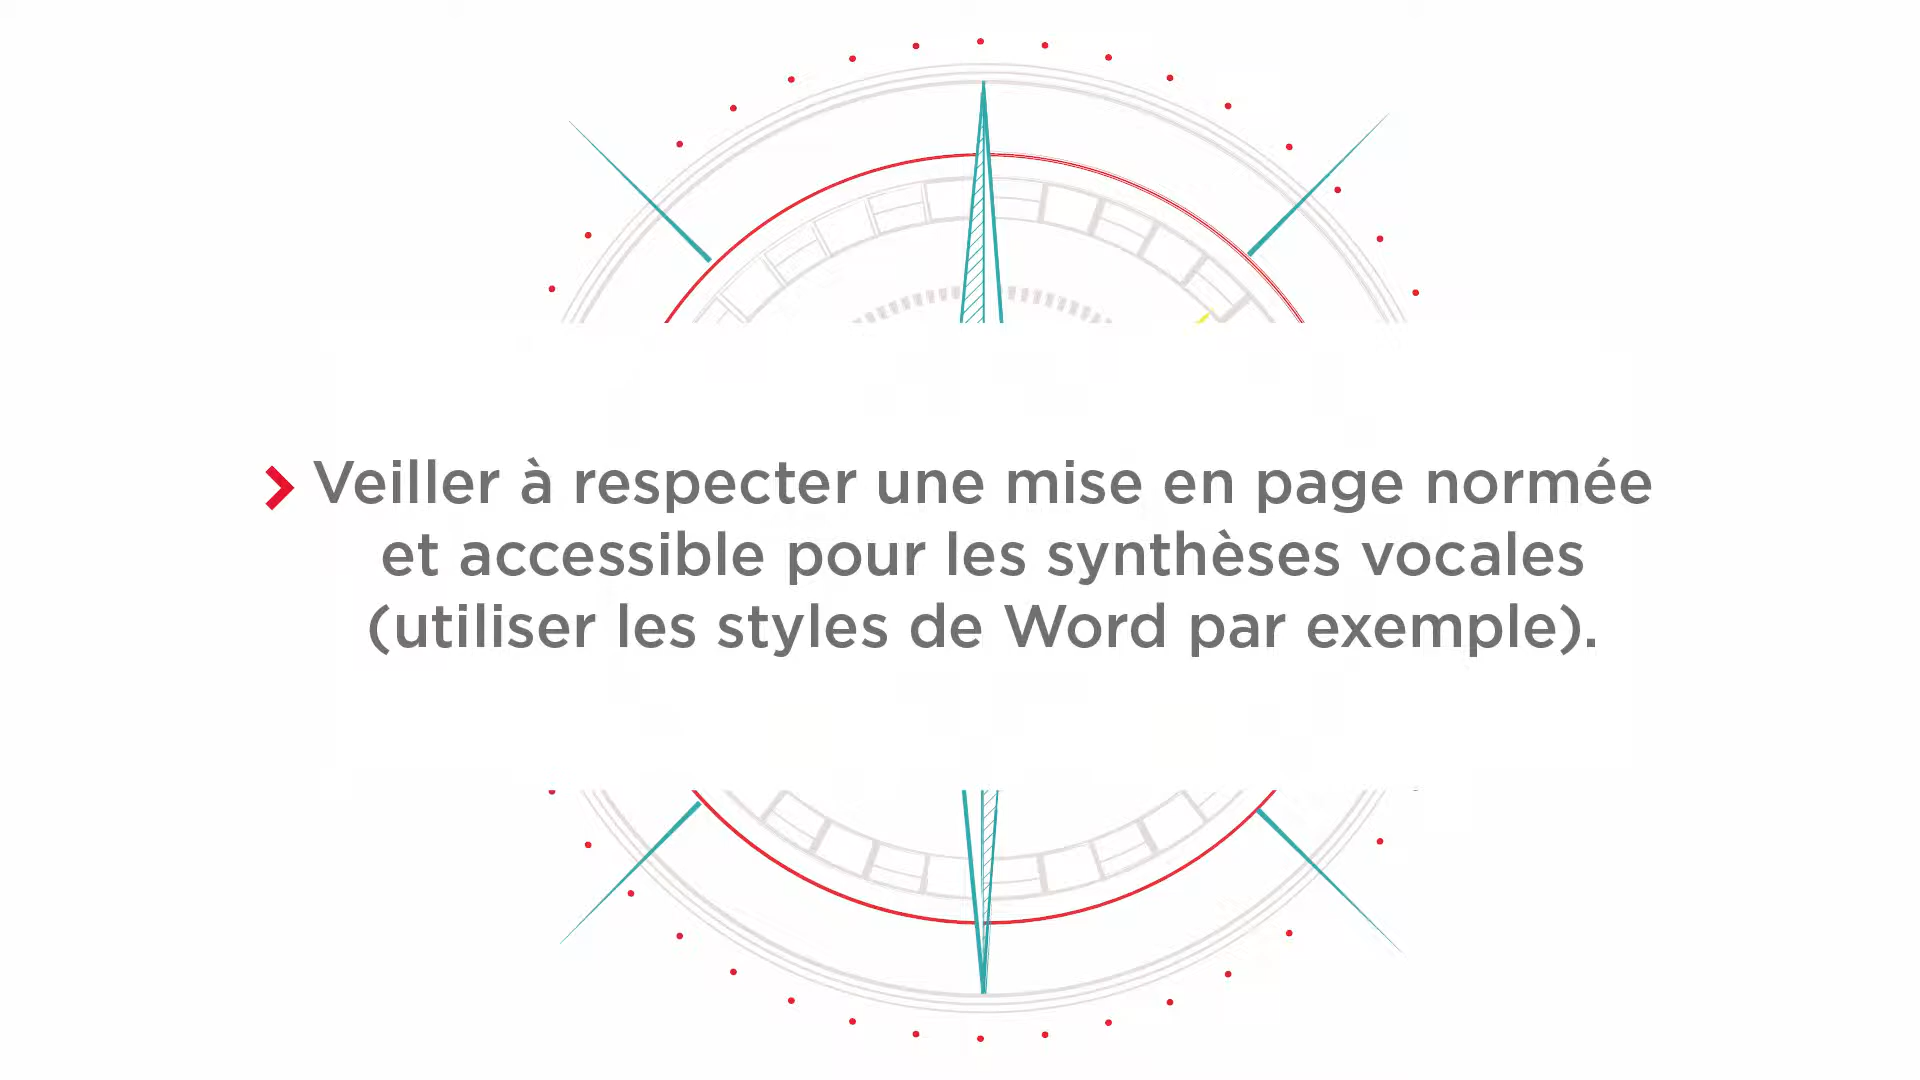 Veiller à respecter une mise en page normée
et accessible pour les synthèses vocales
(utiliser les styles de Word par exemple).